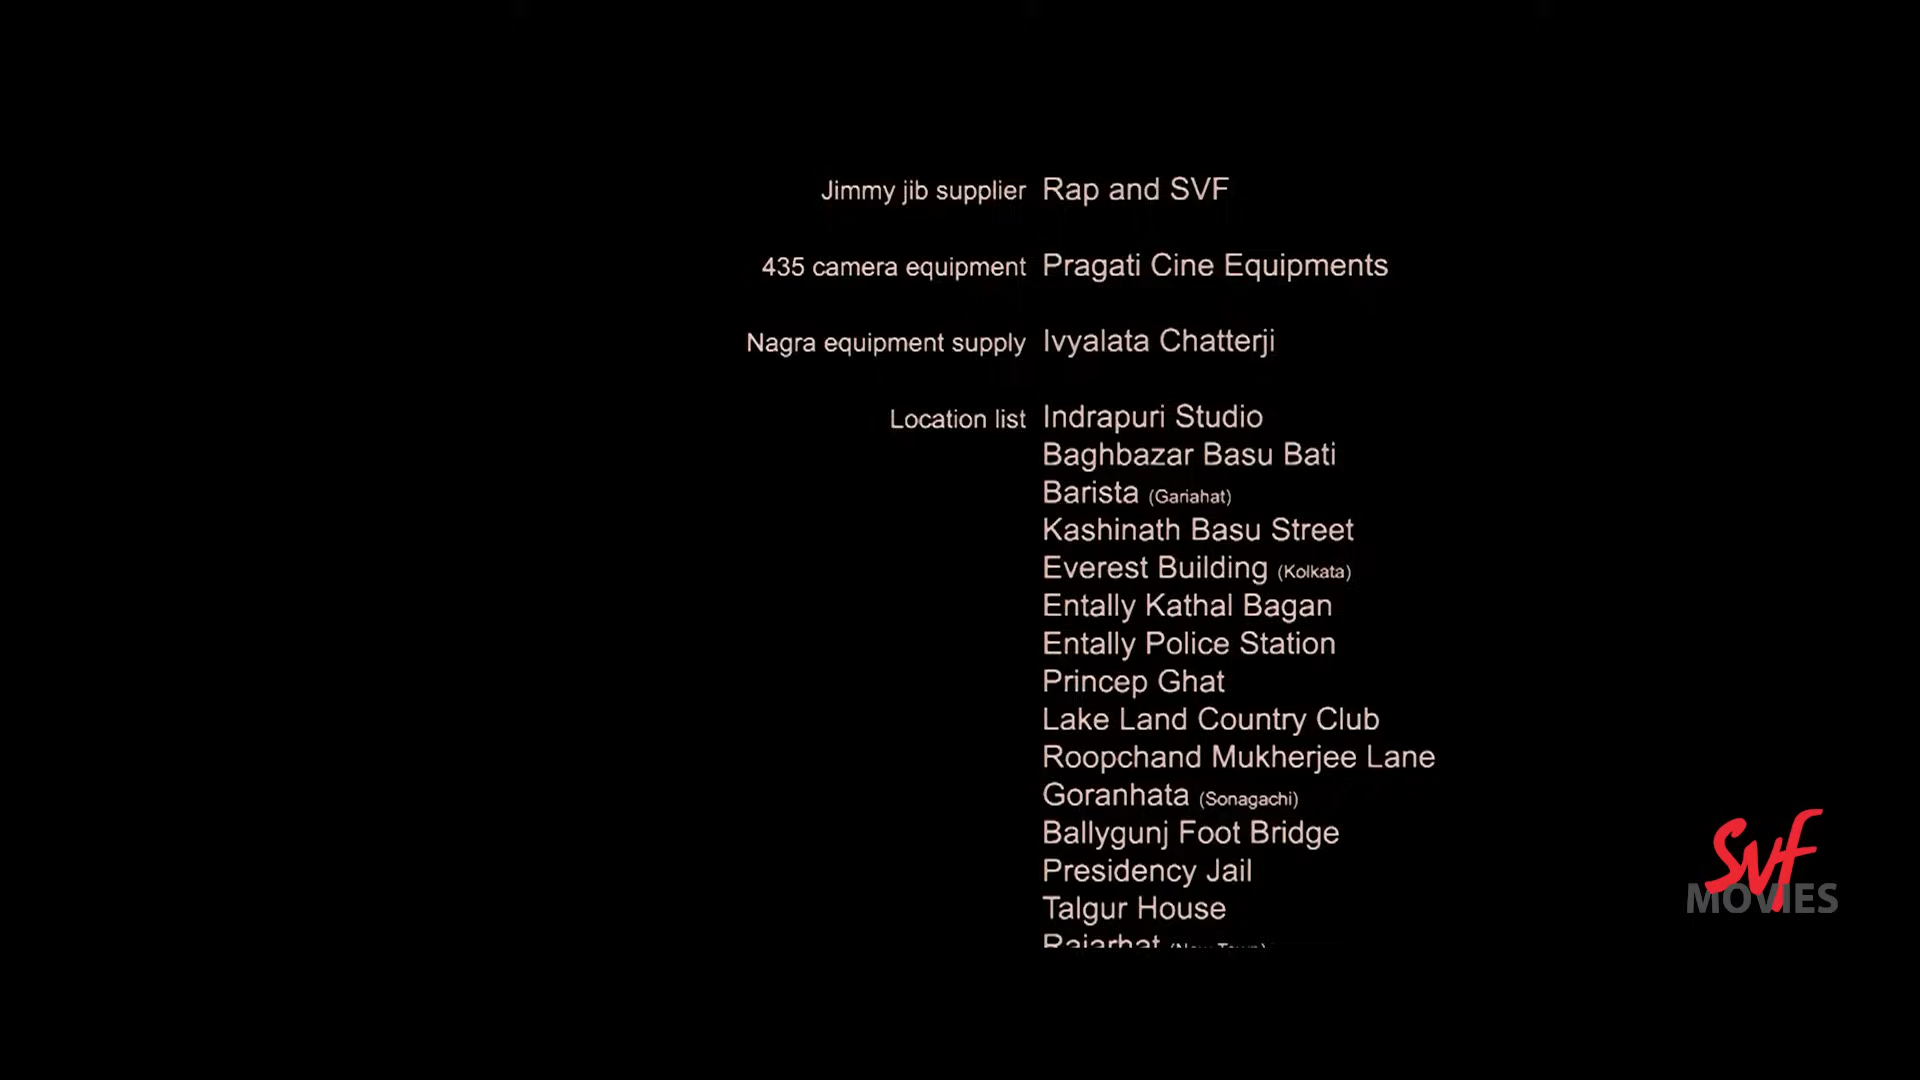 Jimmy jib supplier Rap and SVF
435 camera equipment Pragati Cine Equipments
Nagra equipment supply Ivyalata Chatterji
Location list Indrapuri Studio
Baghbazar Basu Bati
Barista (Gariahat)
Kashinath Basu Street
Everest Building (Kolkata)
Entally Kathal Bagan
Entally Police Station
Princep Ghat
Lake Land Country Club
Roopchand Mukherjee Lane
Goranhata (Sonagachi)
Ballygunj Foot Bridge
Presidency Jail
Talgur House
Rajarhat (New Town)
Svf
MOVIES